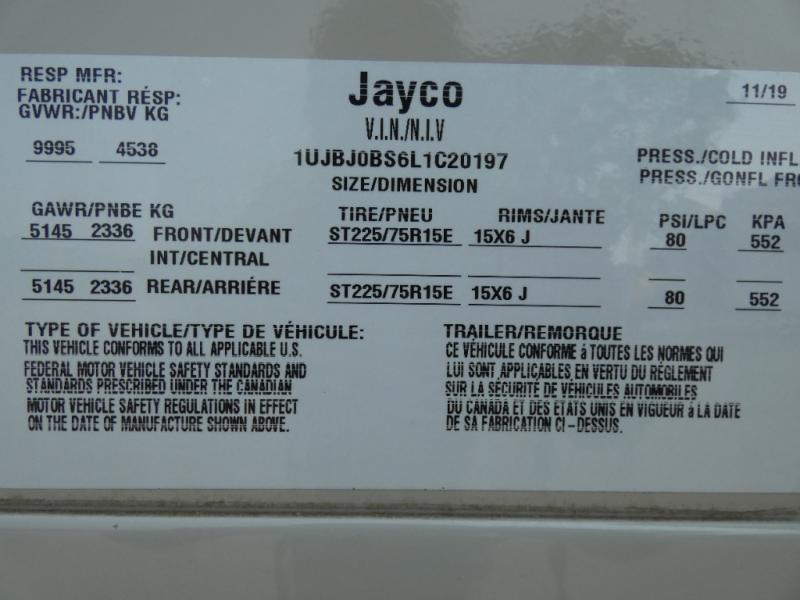 RESP MFR:
FABRICANT RÉSP:
GVWR:/PNBV KG
Jayco
11/19
V.I.N./N.I.V
9995 4538
1UJBJ0BS6L1C20197
PRESS./COLD INFL
SIZE/DIMENSION
PRESS./GONFL FR
GAWR/PNBE KG
TIRE/PNEU RIMS/JANTE PSI/LPC KPA
5145 2336 FRONT/DEVANT ST225/75R15E 15X6 J 80 552
INT/CENTRAL
5145 2336 REAR/ARRIÉRE ST225/75R15E 15X6 J 80 552
TYPE OF VEHICLE/TYPE DE VÉHICULE: TRAILER/REMORQUE
THIS VEHICLE CONFORMS TO ALL APPLICABLE U.S.
FEDERAL MOTOR VEHICLE SAFETY STANDARDS AND
STANDARDS PRESCRIBED UNDER THE CANADIAN
MOTOR VEHICLE SAFETY REGULATIONS IN EFFECT
ON THE DATE OF MANUFACTURE SHOWN ABOVE.
CE VÉHICULE CONFORME á TOUTES LES NORMES QUI
LUI SONT APPLICABLES EN VERTU DU RÉGLEMENT
SUR LA SÉCURITÉ DE VÉHICULES AUTOMOBILES
DU CANADA ET DES ÉTATS UNIS EN VIGUEUR á LA DATE
DE SA FABRICATION CI-DESSUS.